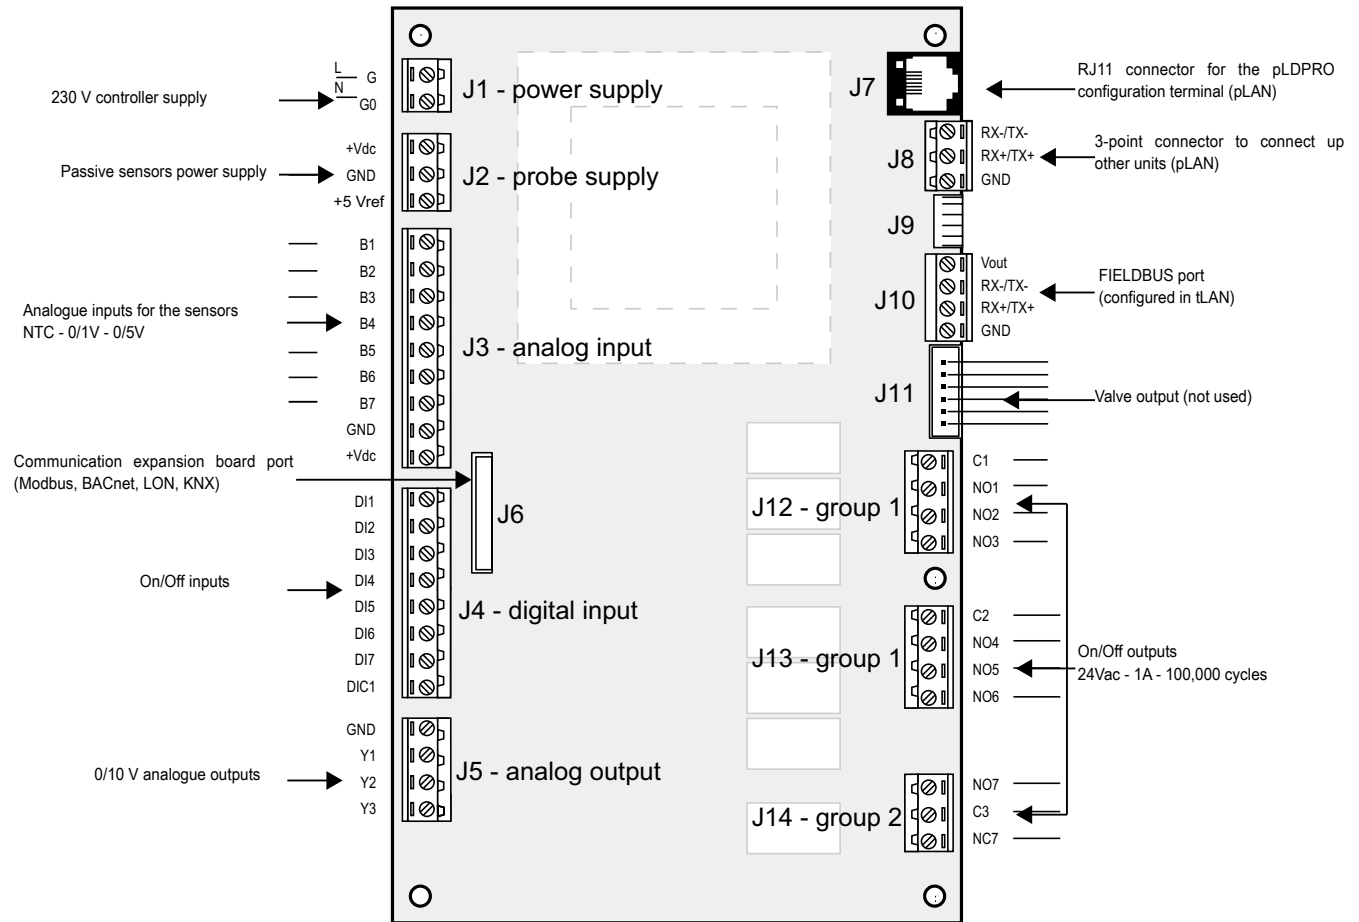 L
G
N
G0
230 V controller supply
J1 - power supply
+Vdc
GND
+5 Vref
Passive sensors power supply
J2 - probe supply
B1
B2
B3
B4
B5
B6
B7
GND
+Vdc
Analogue inputs for the sensors
NTC - 0/1V - 0/5V
J3 - analog input
Communication expansion board port
(Modbus, BACnet, LON, KNX)
J6
DI1
DI2
DI3
DI4
DI5
DI6
DI7
DIC1
On/Off inputs
J4 - digital input
GND
Y1
Y2
Y3
0/10 V analogue outputs
J5 - analog output
J7
RJ11 connector for the pLDPRO
configuration terminal (pLAN)
J8
RX-/TX-
RX+/TX+
GND
3-point connector to connect up
other units (pLAN)
J9
J10
Vout
RX-/TX-
RX+/TX+
GND
FIELDBUS port
(configured in tLAN)
J11
Valve output (not used)
J12 - group 1
C1
NO1
NO2
NO3
J13 - group 1
C2
NO4
NO5
NO6
On/Off outputs
24Vac - 1A - 100,000 cycles
J14 - group 2
NO7
C3
NC7